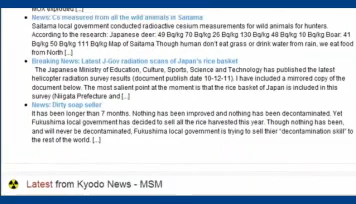 MOX exploded [...]
News: Cs measured from all the wild animals in Saitama
Saitama local government conducted radioactive cesium measurements for wild animals for hunters.
According to the research: Japanese deer: 49 Bq/kg 70 Bq/kg 26 Bq/kg 130 Bq/kg 48 Bq/kg 10 Bq/kg Boar: 41
Bq/kg 50 Bq/kg 111 Bq/kg Map of Saitama Though human don't eat grass or drink water from rain, we eat food
from North [...]
Breaking News: Latest J-Gov radiation scans of Japan's rice basket
The Japanese Ministry of Education, Culture, Sports, Science and Technology has published the latest
helicopter radiation survey results (document publish date 10-12-11). I have included a mirrored copy of the
document below. The most salient point at the moment is that the rice basket of Japan is included in this
survey (Niigata Prefecture and [...]
News: Dirty soap seller
It has been longer than 7 months. Nothing has been improved and nothing has been decontaminated. Yet
Fukushima local government has decided to sell all the rice harvested this year. Though nothing has been,
and will never be decontaminated, Fukushima local government is trying to sell thier "decontamination skill" to
the rest of the world. [...]
Latest from Kyodo News - MSM